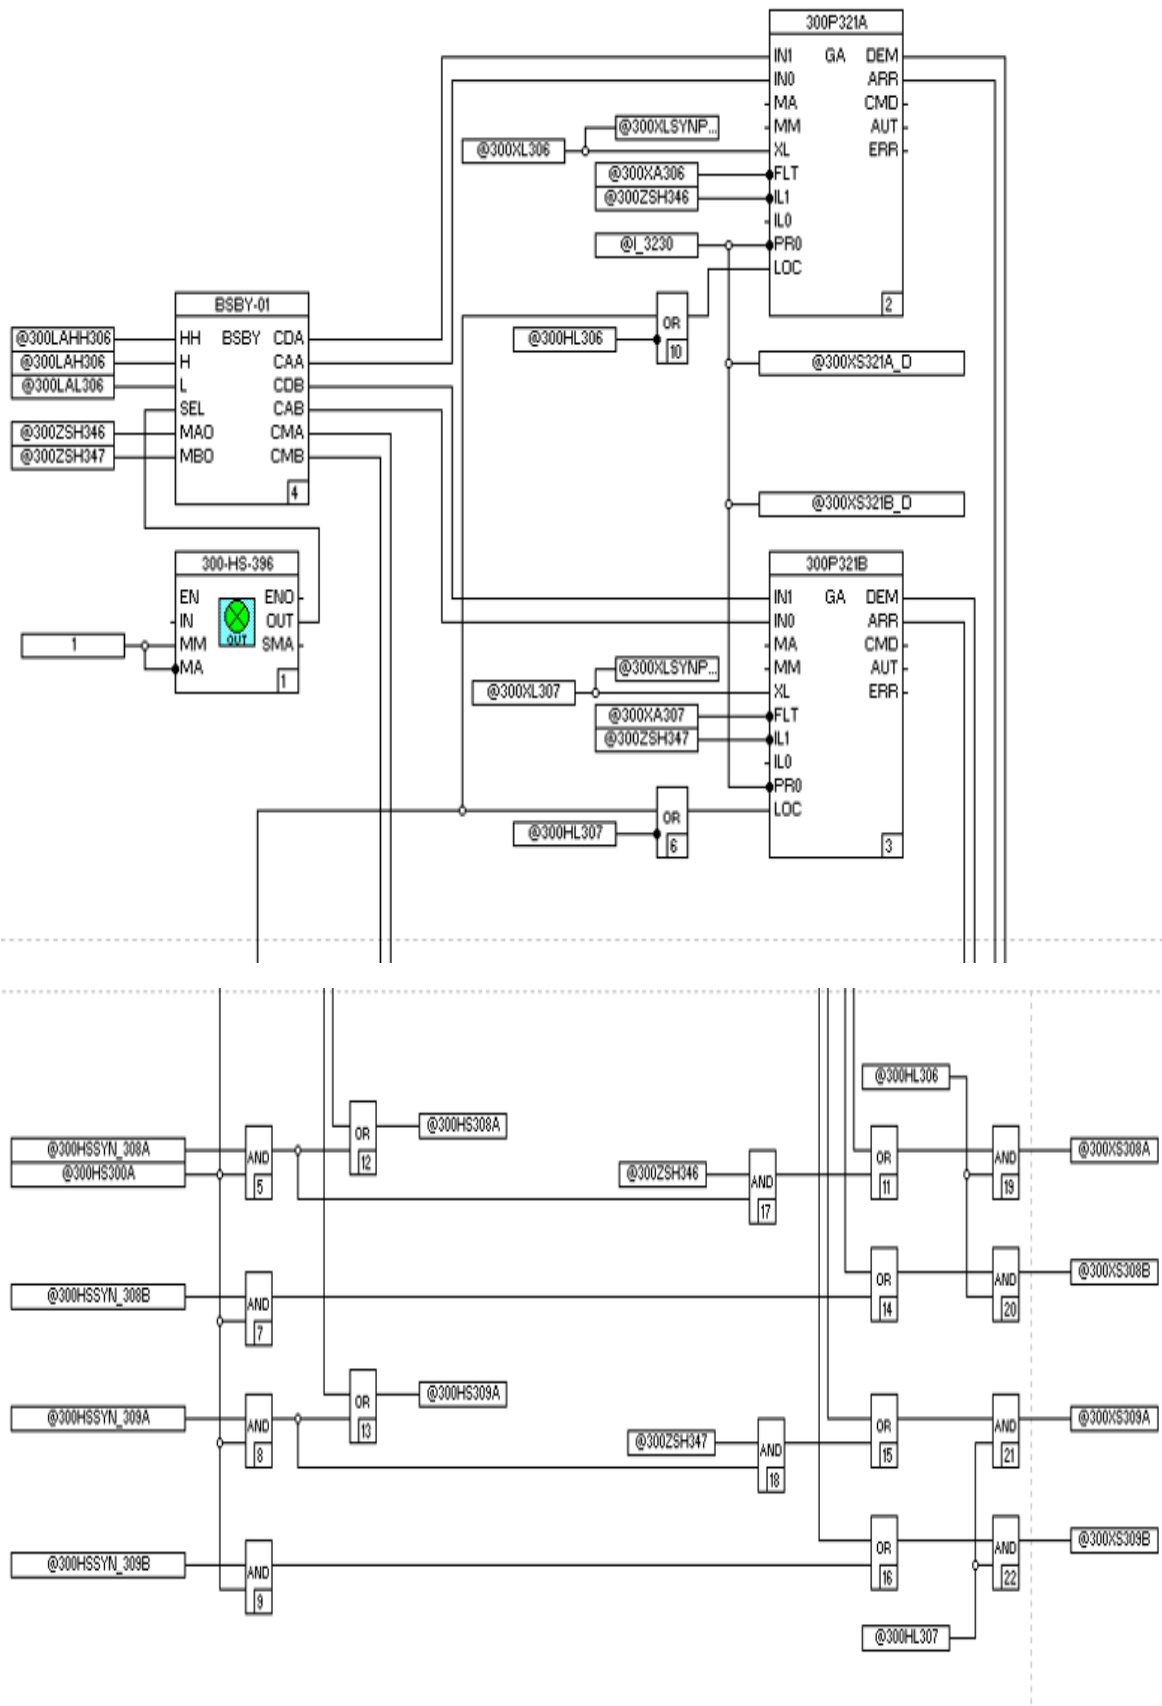 300P321A
IN1 GA DEM
IN0 ARR
MA CMD
MM AUT
XL ERR
FLT
IL1
IL0
PR0
LOC
2
@300XLSYNP...
@300XL306
@300XA306
@300ZSH346
@I_3230
OR
10
@300HL306
@300XS321A_D
BSBY-01
@300LAHH306
HH BSBY CDA
@300LAH306
H CAA
@300LAL306
L CDB
SEL CAB
@300ZSH346
MAO CMA
@300ZSH347
MBO CMB
4
@300XS321B_D
300-HS-396
EN ENO
IN OUT
OUT
1
MM SMA
MA
1
300P321B
IN1 GA DEM
IN0 ARR
MA CMD
MM AUT
XL ERR
FLT
IL1
IL0
PR0
LOC
3
@300XLSYNP...
@300XL307
@300XA307
@300ZSH347
OR
6
@300HL307
@300HL306
@300HSSYN_308A
@300HS300A
AND
5
OR
12
@300HS308A
@300ZSH346
AND
17
OR
11
AND
19
@300XS308A
@300HSSYN_308B
AND
7
OR
14
AND
20
@300XS308B
@300HSSYN_309A
AND
8
OR
13
@300HS309A
@300ZSH347
AND
18
OR
15
AND
21
@300XS309A
@300HSSYN_309B
AND
9
OR
16
AND
22
@300XS309B
@300HL307